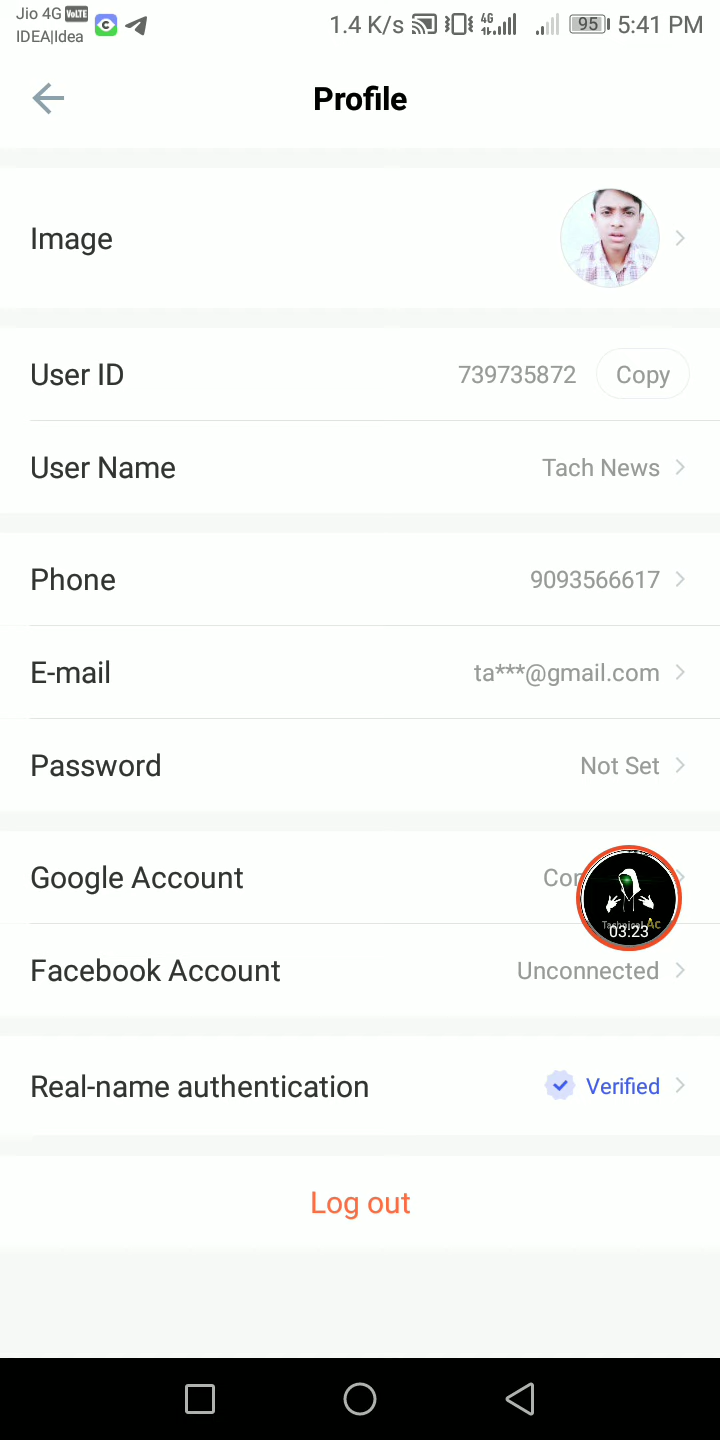 Jio 4G VoLTE
IDEA|Idea
1.4 K/s 4G 95 5:41 PM
Profile
Image
User ID 739735872 Copy
User Name Tach News
Phone 9093566617
E-mail ta***@gmail.com
Password Not Set
Google Account
03:23
Facebook Account Unconnected
Real-name authentication Verified
Log out